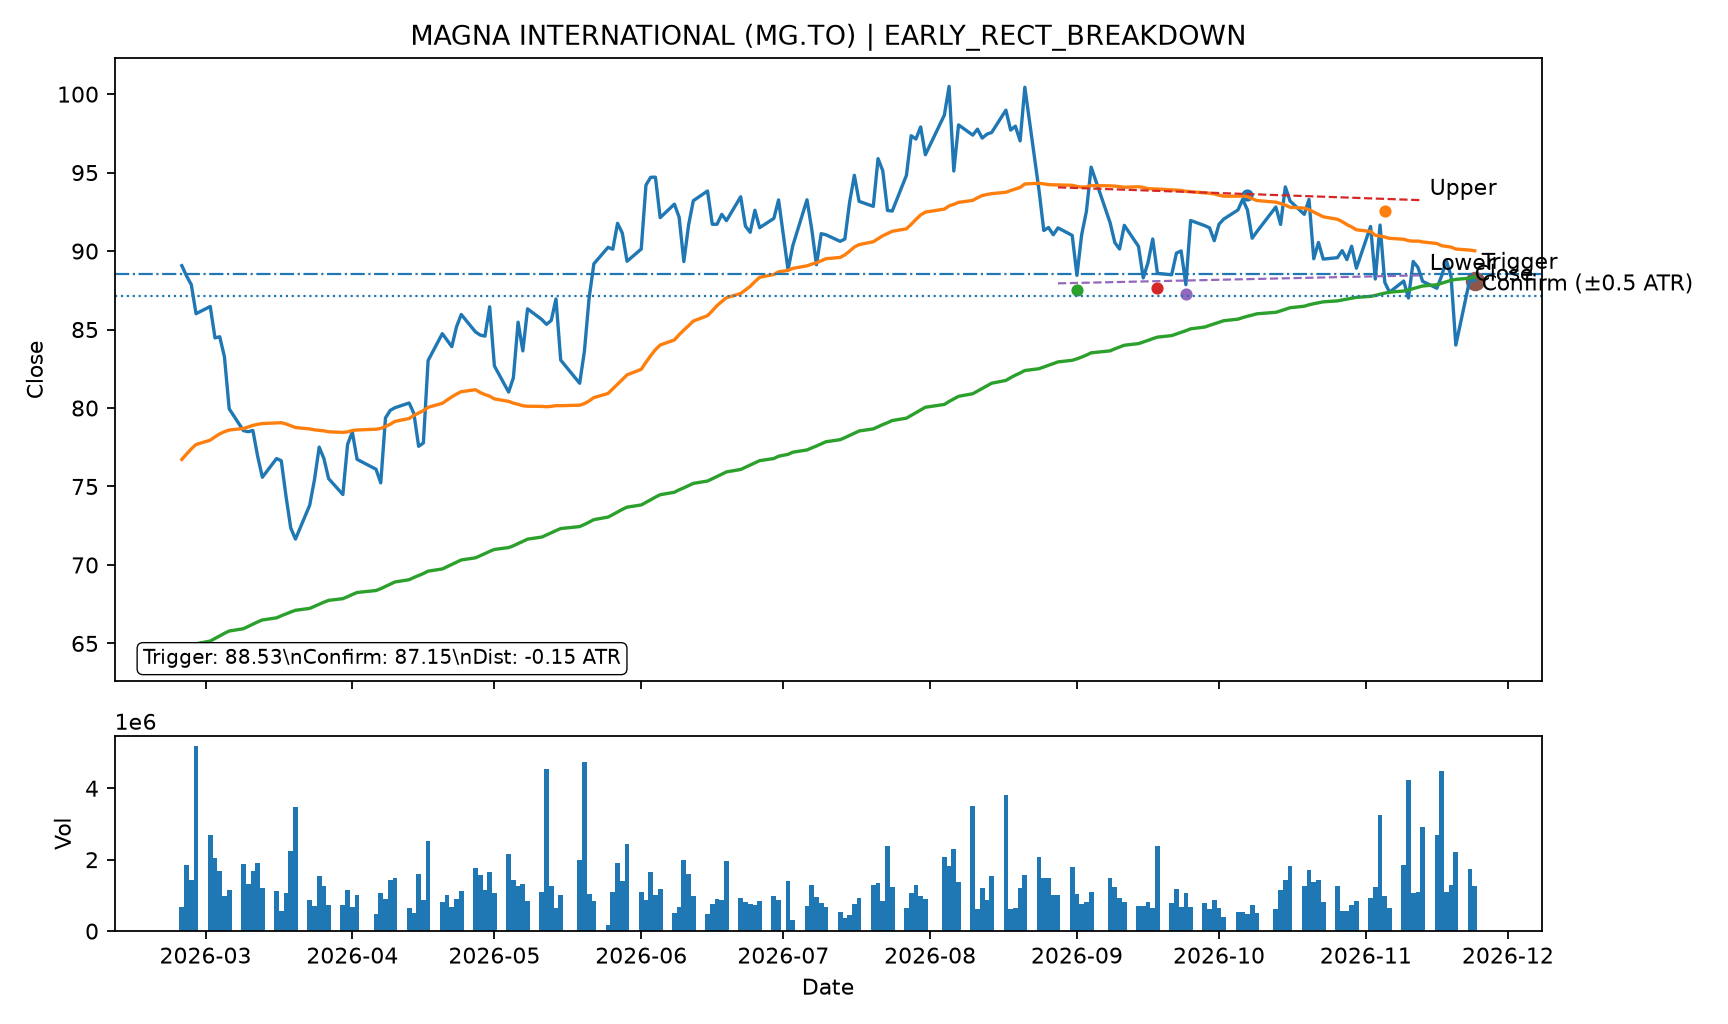 MAGNA INTERNATIONAL (MG.TO) | EARLY_RECT_BREAKDOWN
Close
100
95
90
85
80
75
70
65
Upper
Lower
Trigger
Close
Confirm (±0.5 ATR)
Trigger: 88.53\nConfirm: 87.15\nDist: -0.15 ATR
1e6
Vol
4
2
0
2026-03 2026-04 2026-05 2026-06 2026-07 2026-08 2026-09 2026-10 2026-11 2026-12
Date